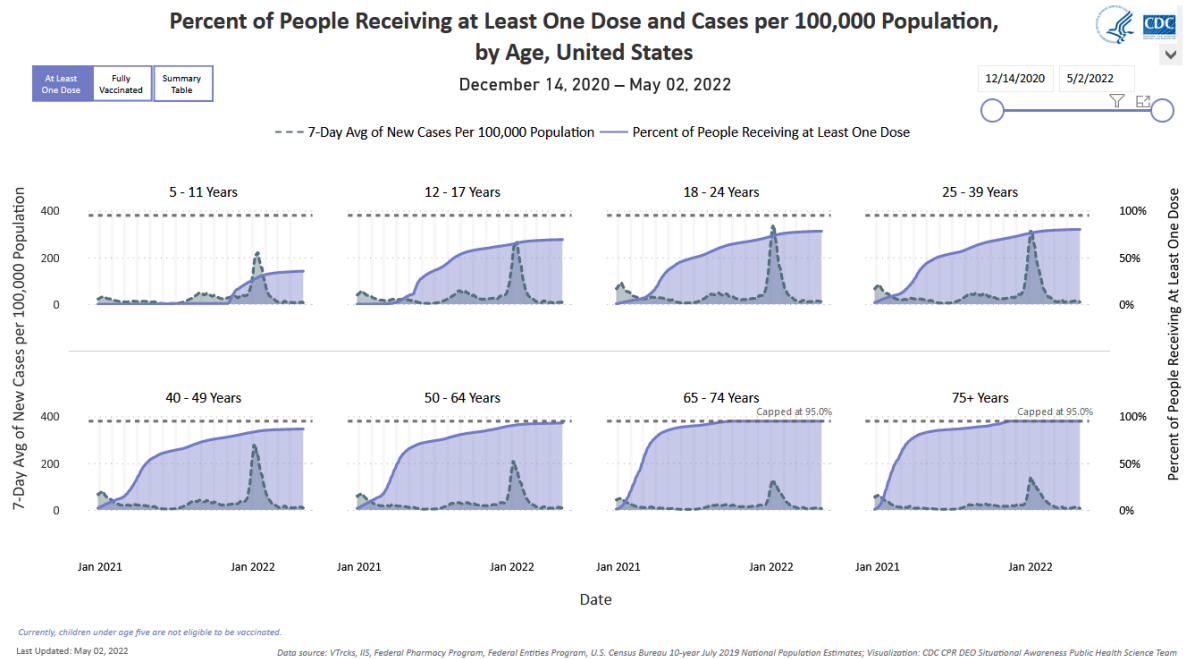 Percent of People Receiving at Least One Dose and Cases per 100,000 Population,
by Age, United States
December 14, 2020 – May 02, 2022
CDC
At Least
One Dose
Fully
Vaccinated
Summary
Table
12/14/2020
5/2/2022
7-Day Avg of New Cases Per 100,000 Population
Percent of People Receiving at Least One Dose
7-Day Avg of New Cases per 100,000 Population
Percent of People Receiving At Least One Dose
5 - 11 Years
12 - 17 Years
18 - 24 Years
25 - 39 Years
400
200
0
100%
50%
0%
40 - 49 Years
50 - 64 Years
65 - 74 Years
75+ Years
Capped at 95.0%
Capped at 95.0%
400
200
0
100%
50%
0%
Jan 2021
Jan 2022
Jan 2021
Jan 2022
Jan 2021
Jan 2022
Jan 2021
Jan 2022
Date
Currently, children under age five are not eligible to be vaccinated.
Last Updated: May 02, 2022
Data source: VTrcks, IIS, Federal Pharmacy Program, Federal Entities Program, U.S. Census Bureau 10-year July 2019 National Population Estimates; Visualization: CDC CPR DEO Situational Awareness Public Health Science Team